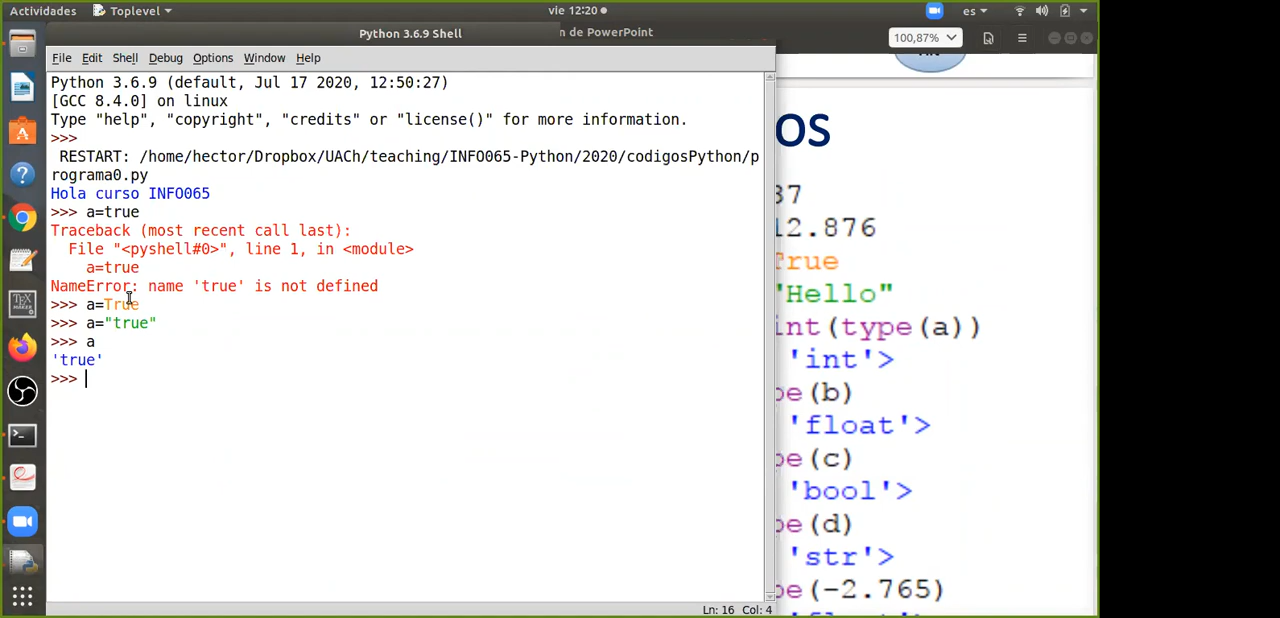 Actividades
Toplevel
vie 12:20
es
Python 3.6.9 Shell
n de PowerPoint
100,87%
File Edit Shell Debug Options Window Help
Python 3.6.9 (default, Jul 17 2020, 12:50:27)
[GCC 8.4.0] on linux
Type "help", "copyright", "credits" or "license()" for more information.
>>>
RESTART: /home/hector/Dropbox/UACh/teaching/INFO065-Python/2020/codigosPython/p
rograma0.py
Hola curso INFO065
>>> a=true
Traceback (most recent call last):
File "<pyshell#0>", line 1, in <module>
a=true
NameError: name 'true' is not defined
>>> a=True
>>> a="true"
>>> a
'true'
>>>
Ln: 16 Col: 4
os
37
12.876
True
"Hello"
int(type(a))
'int'>
pe(b)
'float'>
pe(c)
'bool'>
pe(d)
'str'>
pe(-2.765)